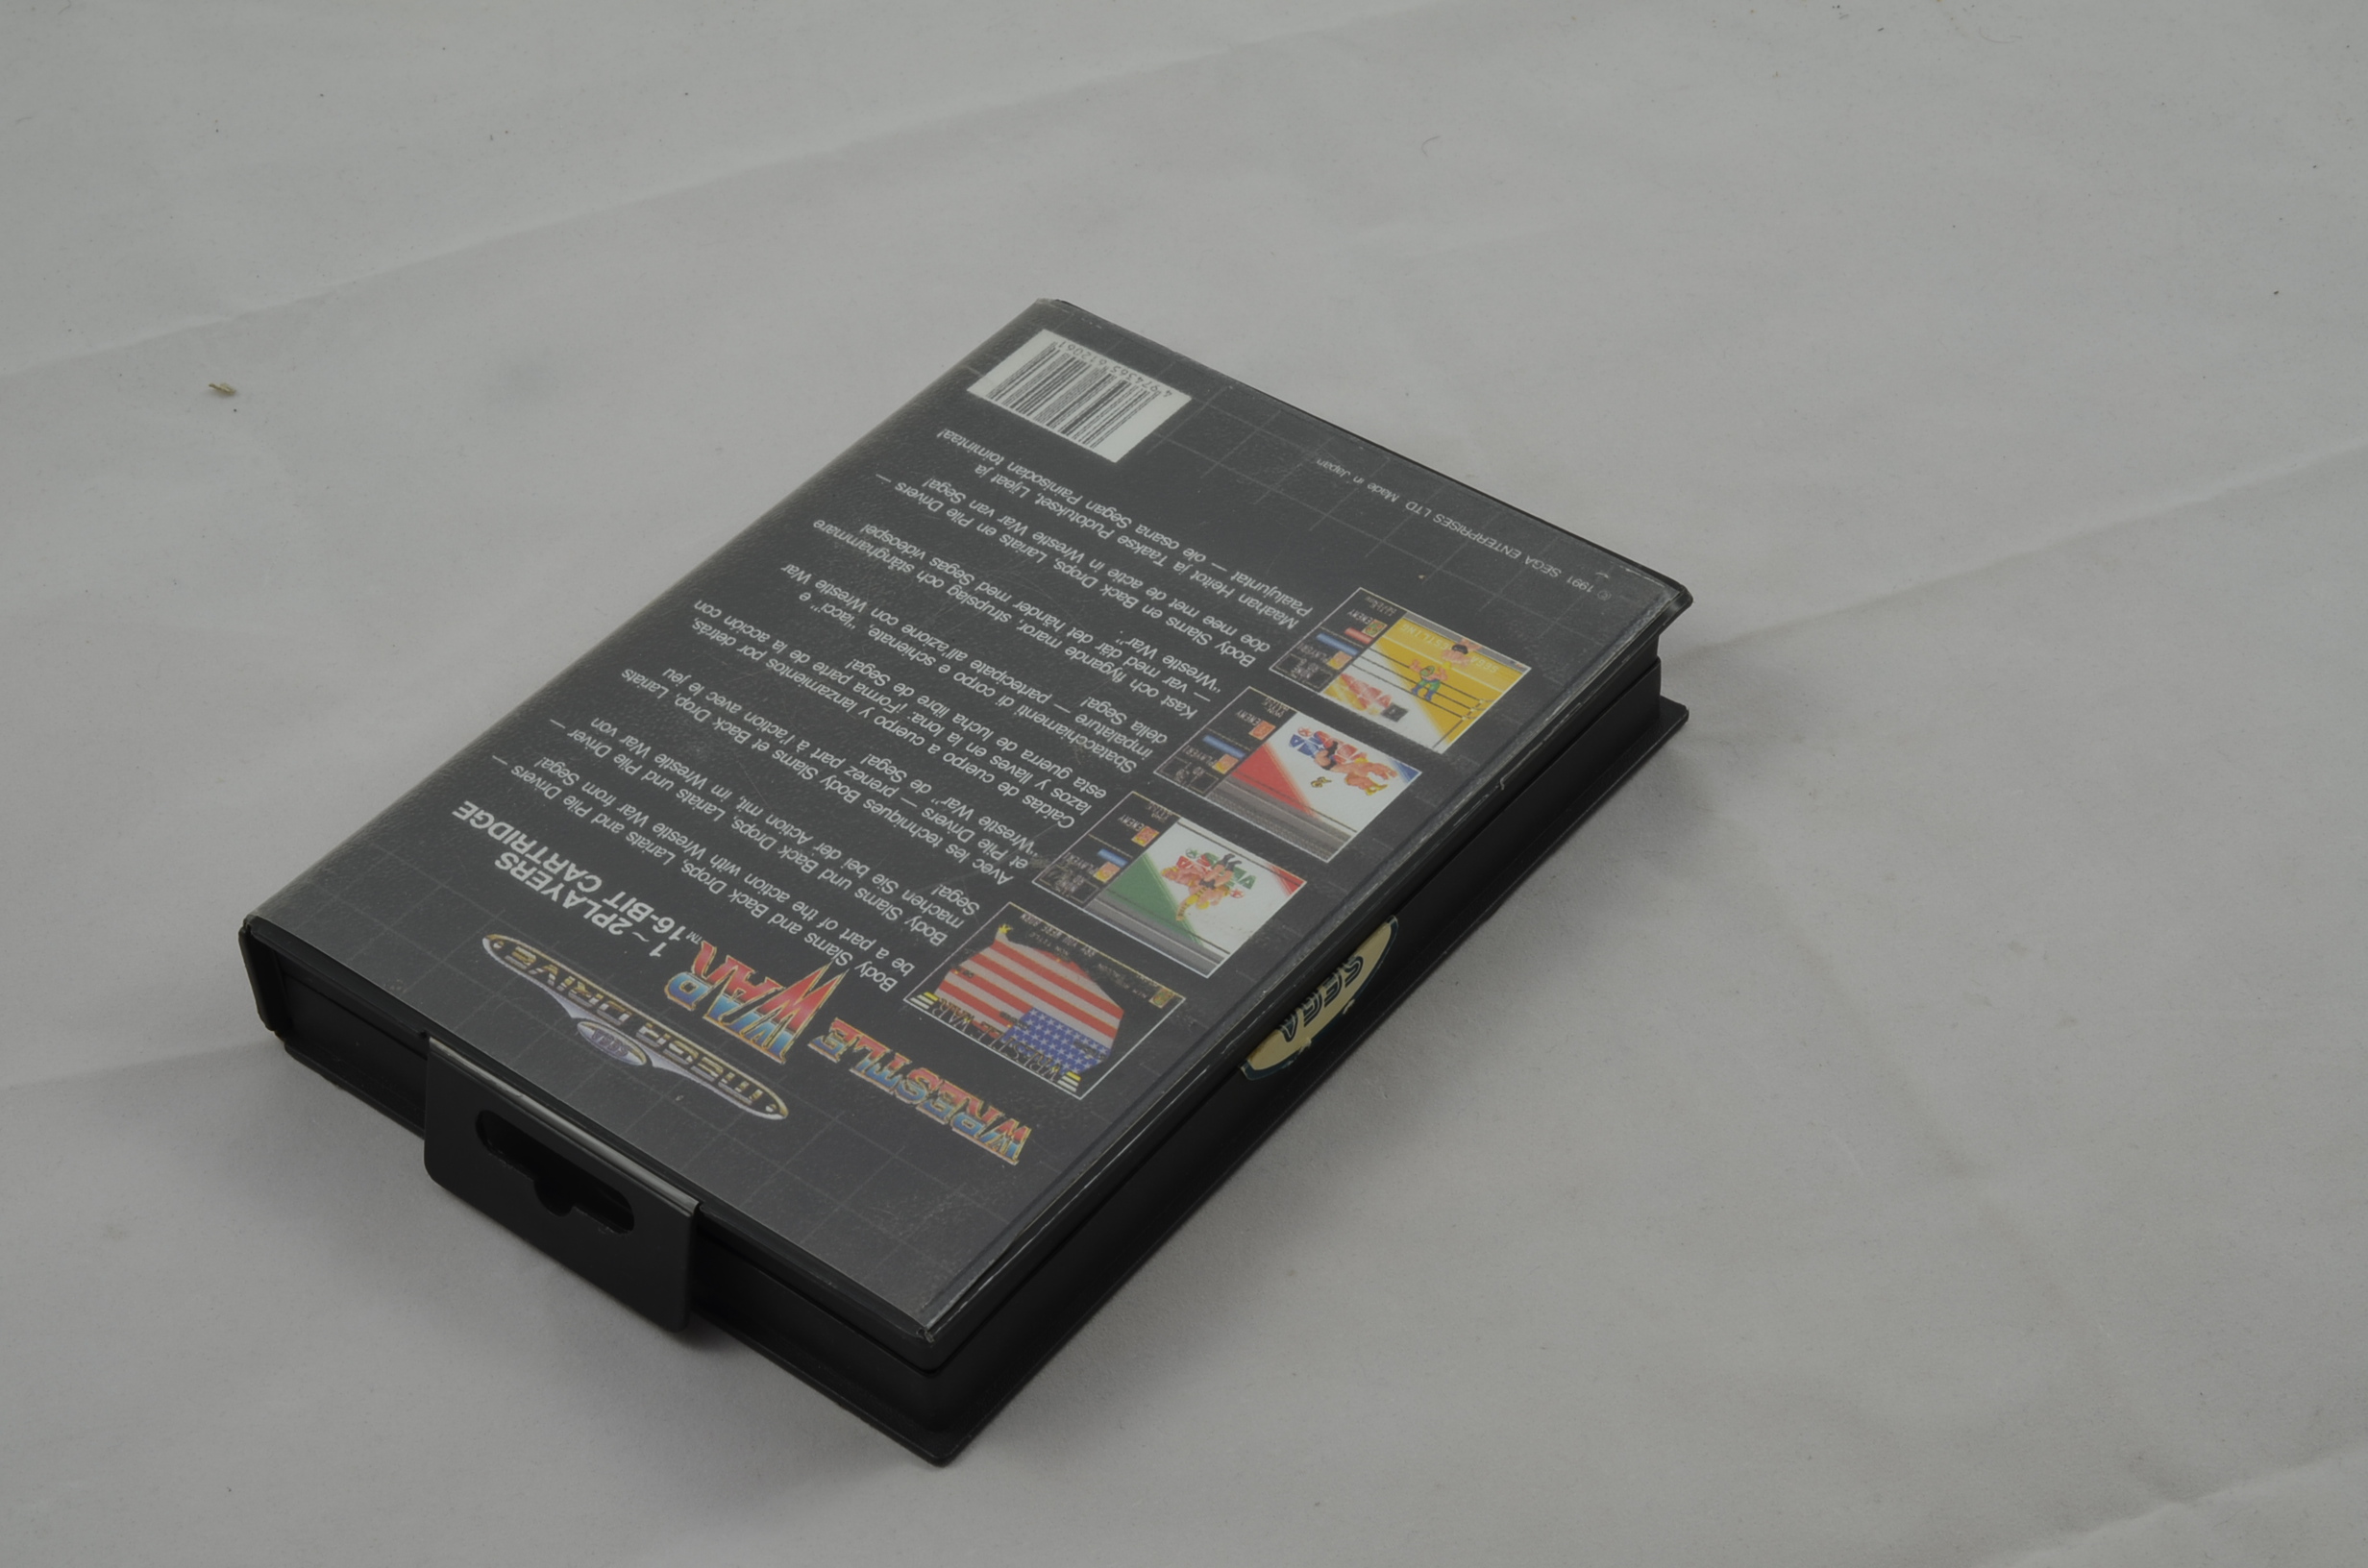 MEGA DRIVE
WRESTLE
WAR
WAR™
1~2PLAYERS
16-BIT CARTRIDGE
Body Slams and Back Drops, Lariats and Pile Drivers —
be a part of the action with Wrestle War from Sega!
Body Slams und Back Drops, Lariats und Pile Driver —
machen Sie bei der Action mit, im Wrestle War von
Sega!
Avec les techniques Body Slams et Back Drop, Lariats
et Pile Drivers — prenez part à l'action avec le jeu
"Wrestle War" de Sega!
Caídas de cuerpo a cuerpo y lanzamientos por detrás,
lazos y llaves en la lona: ¡Forma parte de la acción con
esta guerra de lucha libre de Sega!
Sbatacchiamenti di corpo e schienate, "lacci" e
impalature — partecipate all'azione con Wrestle War
della Sega!
Kast och flygande maror, strupslag och stånghammare
— var med där det händer med Segas videospel
"Wrestle War"!
Body Slams en Back Drops, Lariats en Pile Drivers —
doe mee met de actie in Wrestle War van Sega!
Maahan Heitot ja Taakse Pudotukset, Lijeat ja
Paalujuntat — ole osana Segan Painisodan toimintaa!
© 1991 SEGA ENTERPRISES LTD. Made in Japan
SEGA